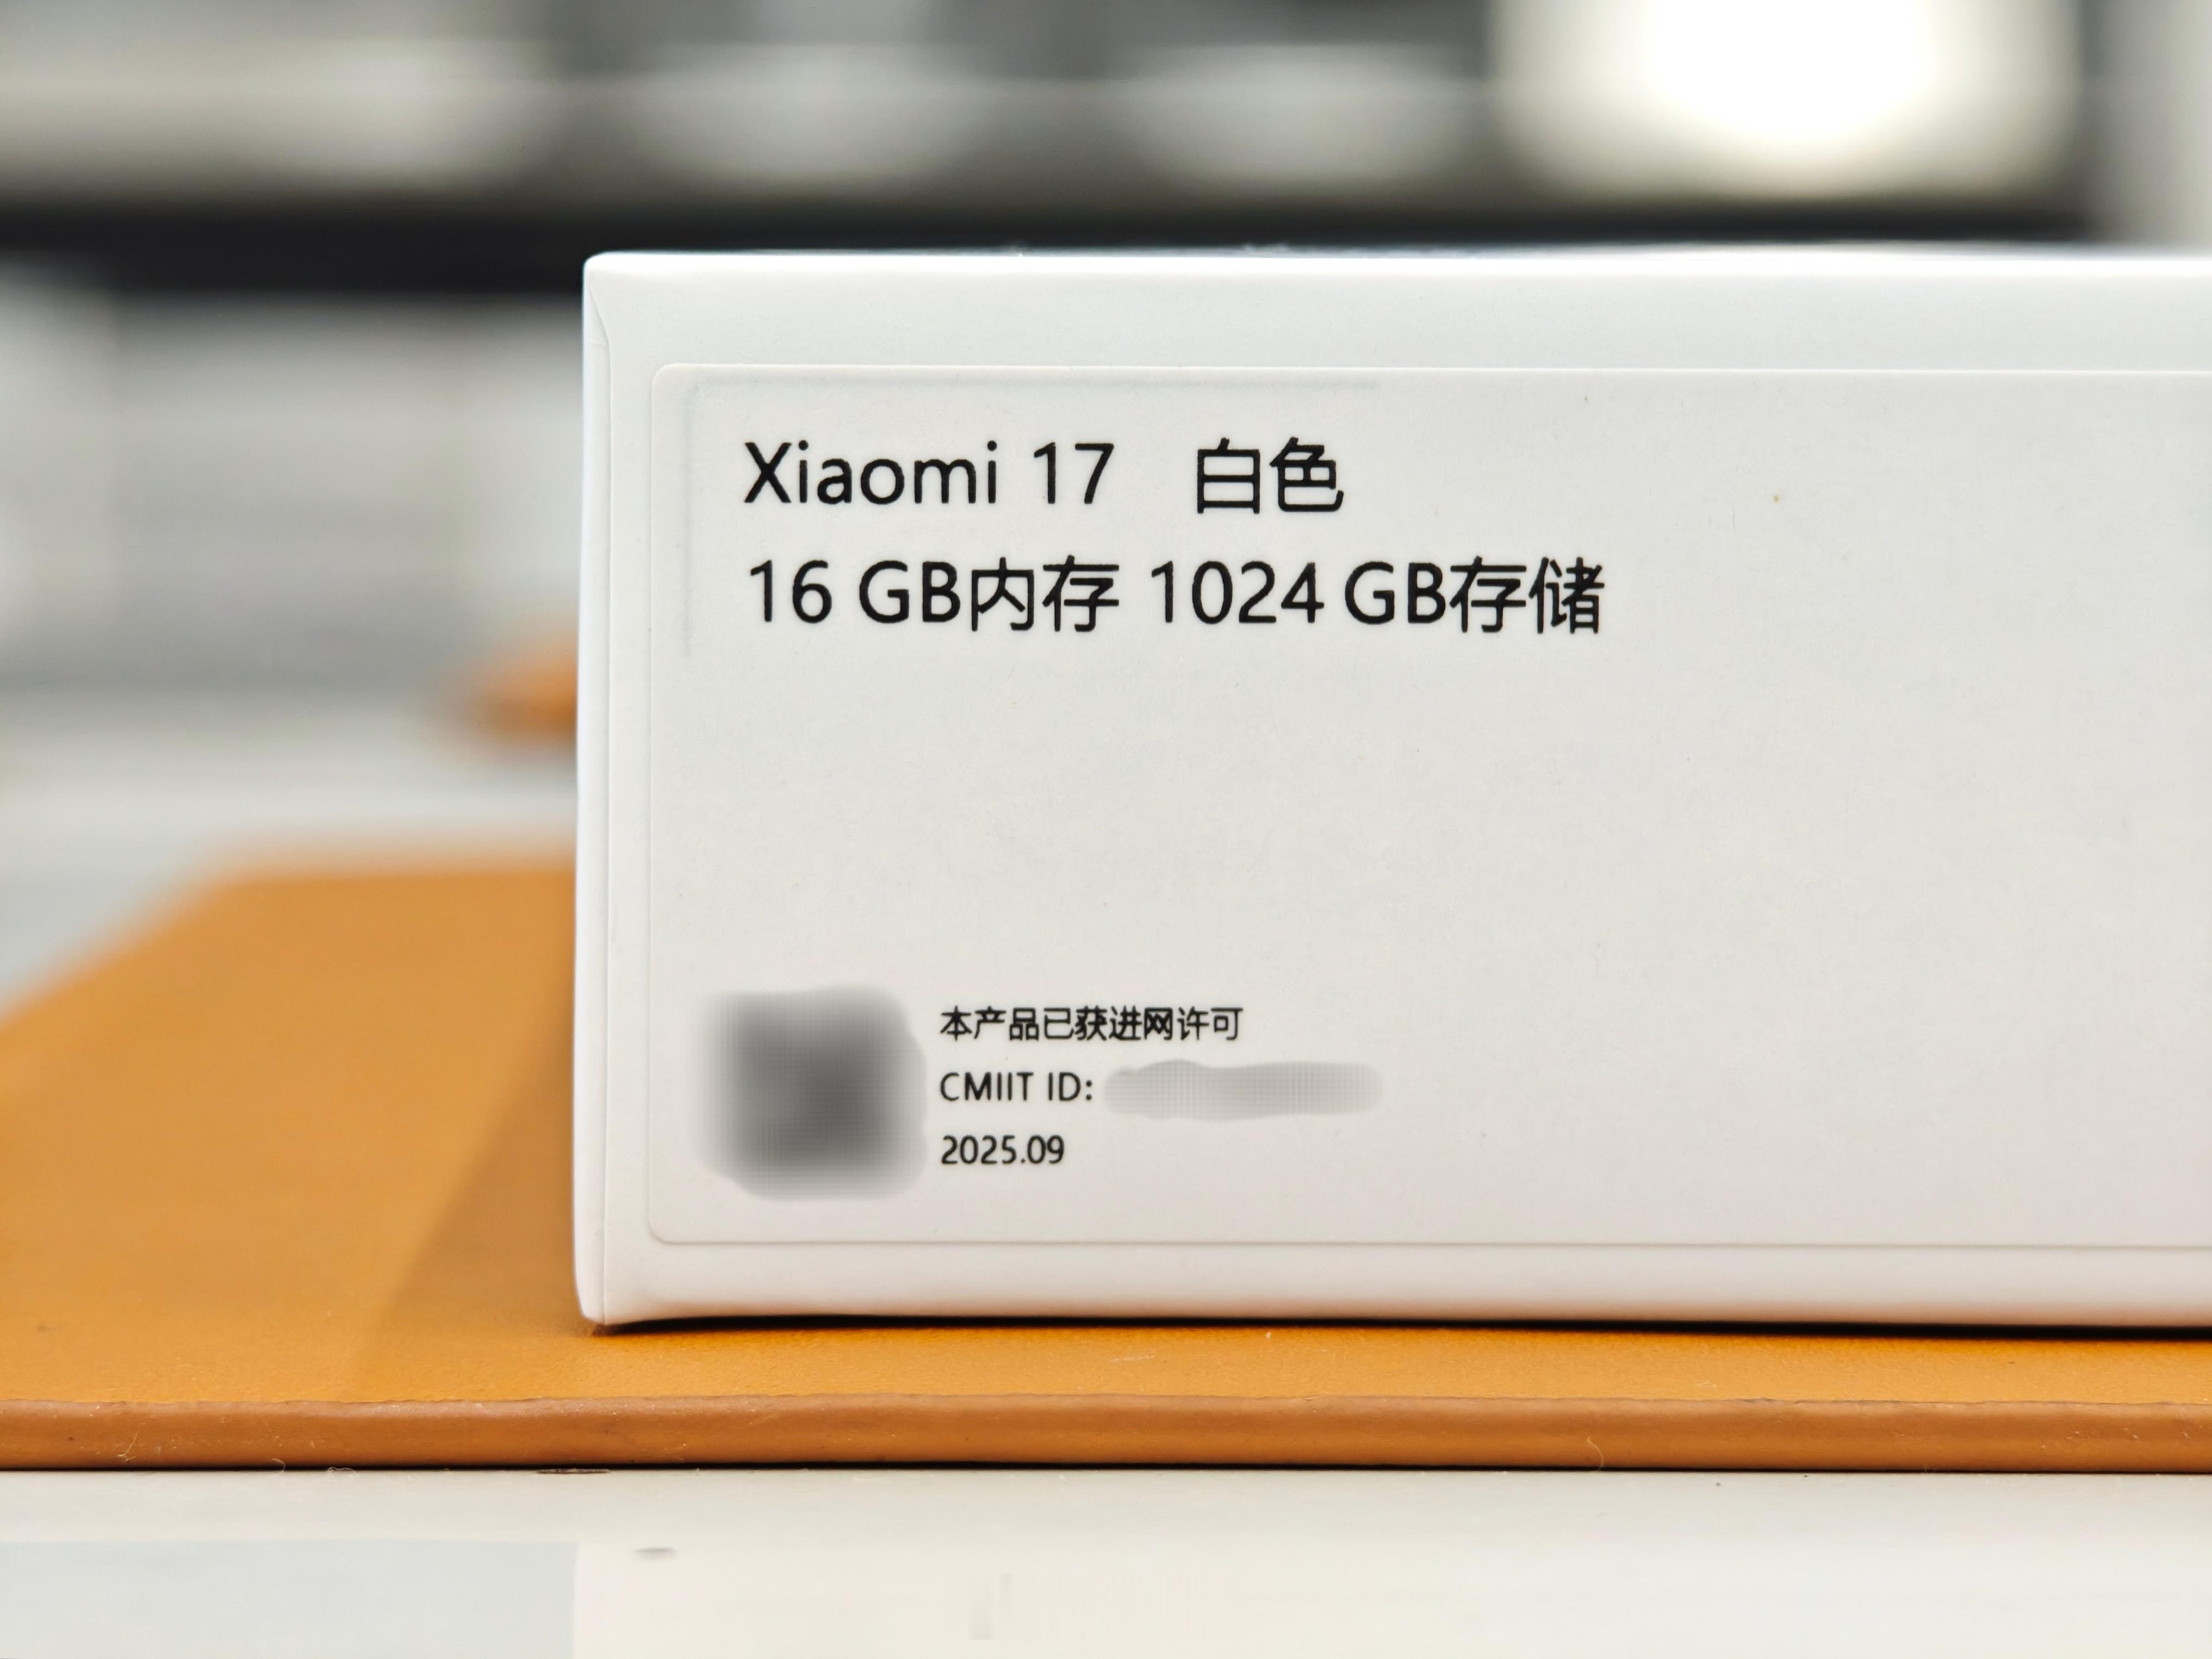 Xiaomi 17 白色
16 GB内存 1024 GB存储
本产品已获进网许可
CMIIT ID:
2025.09